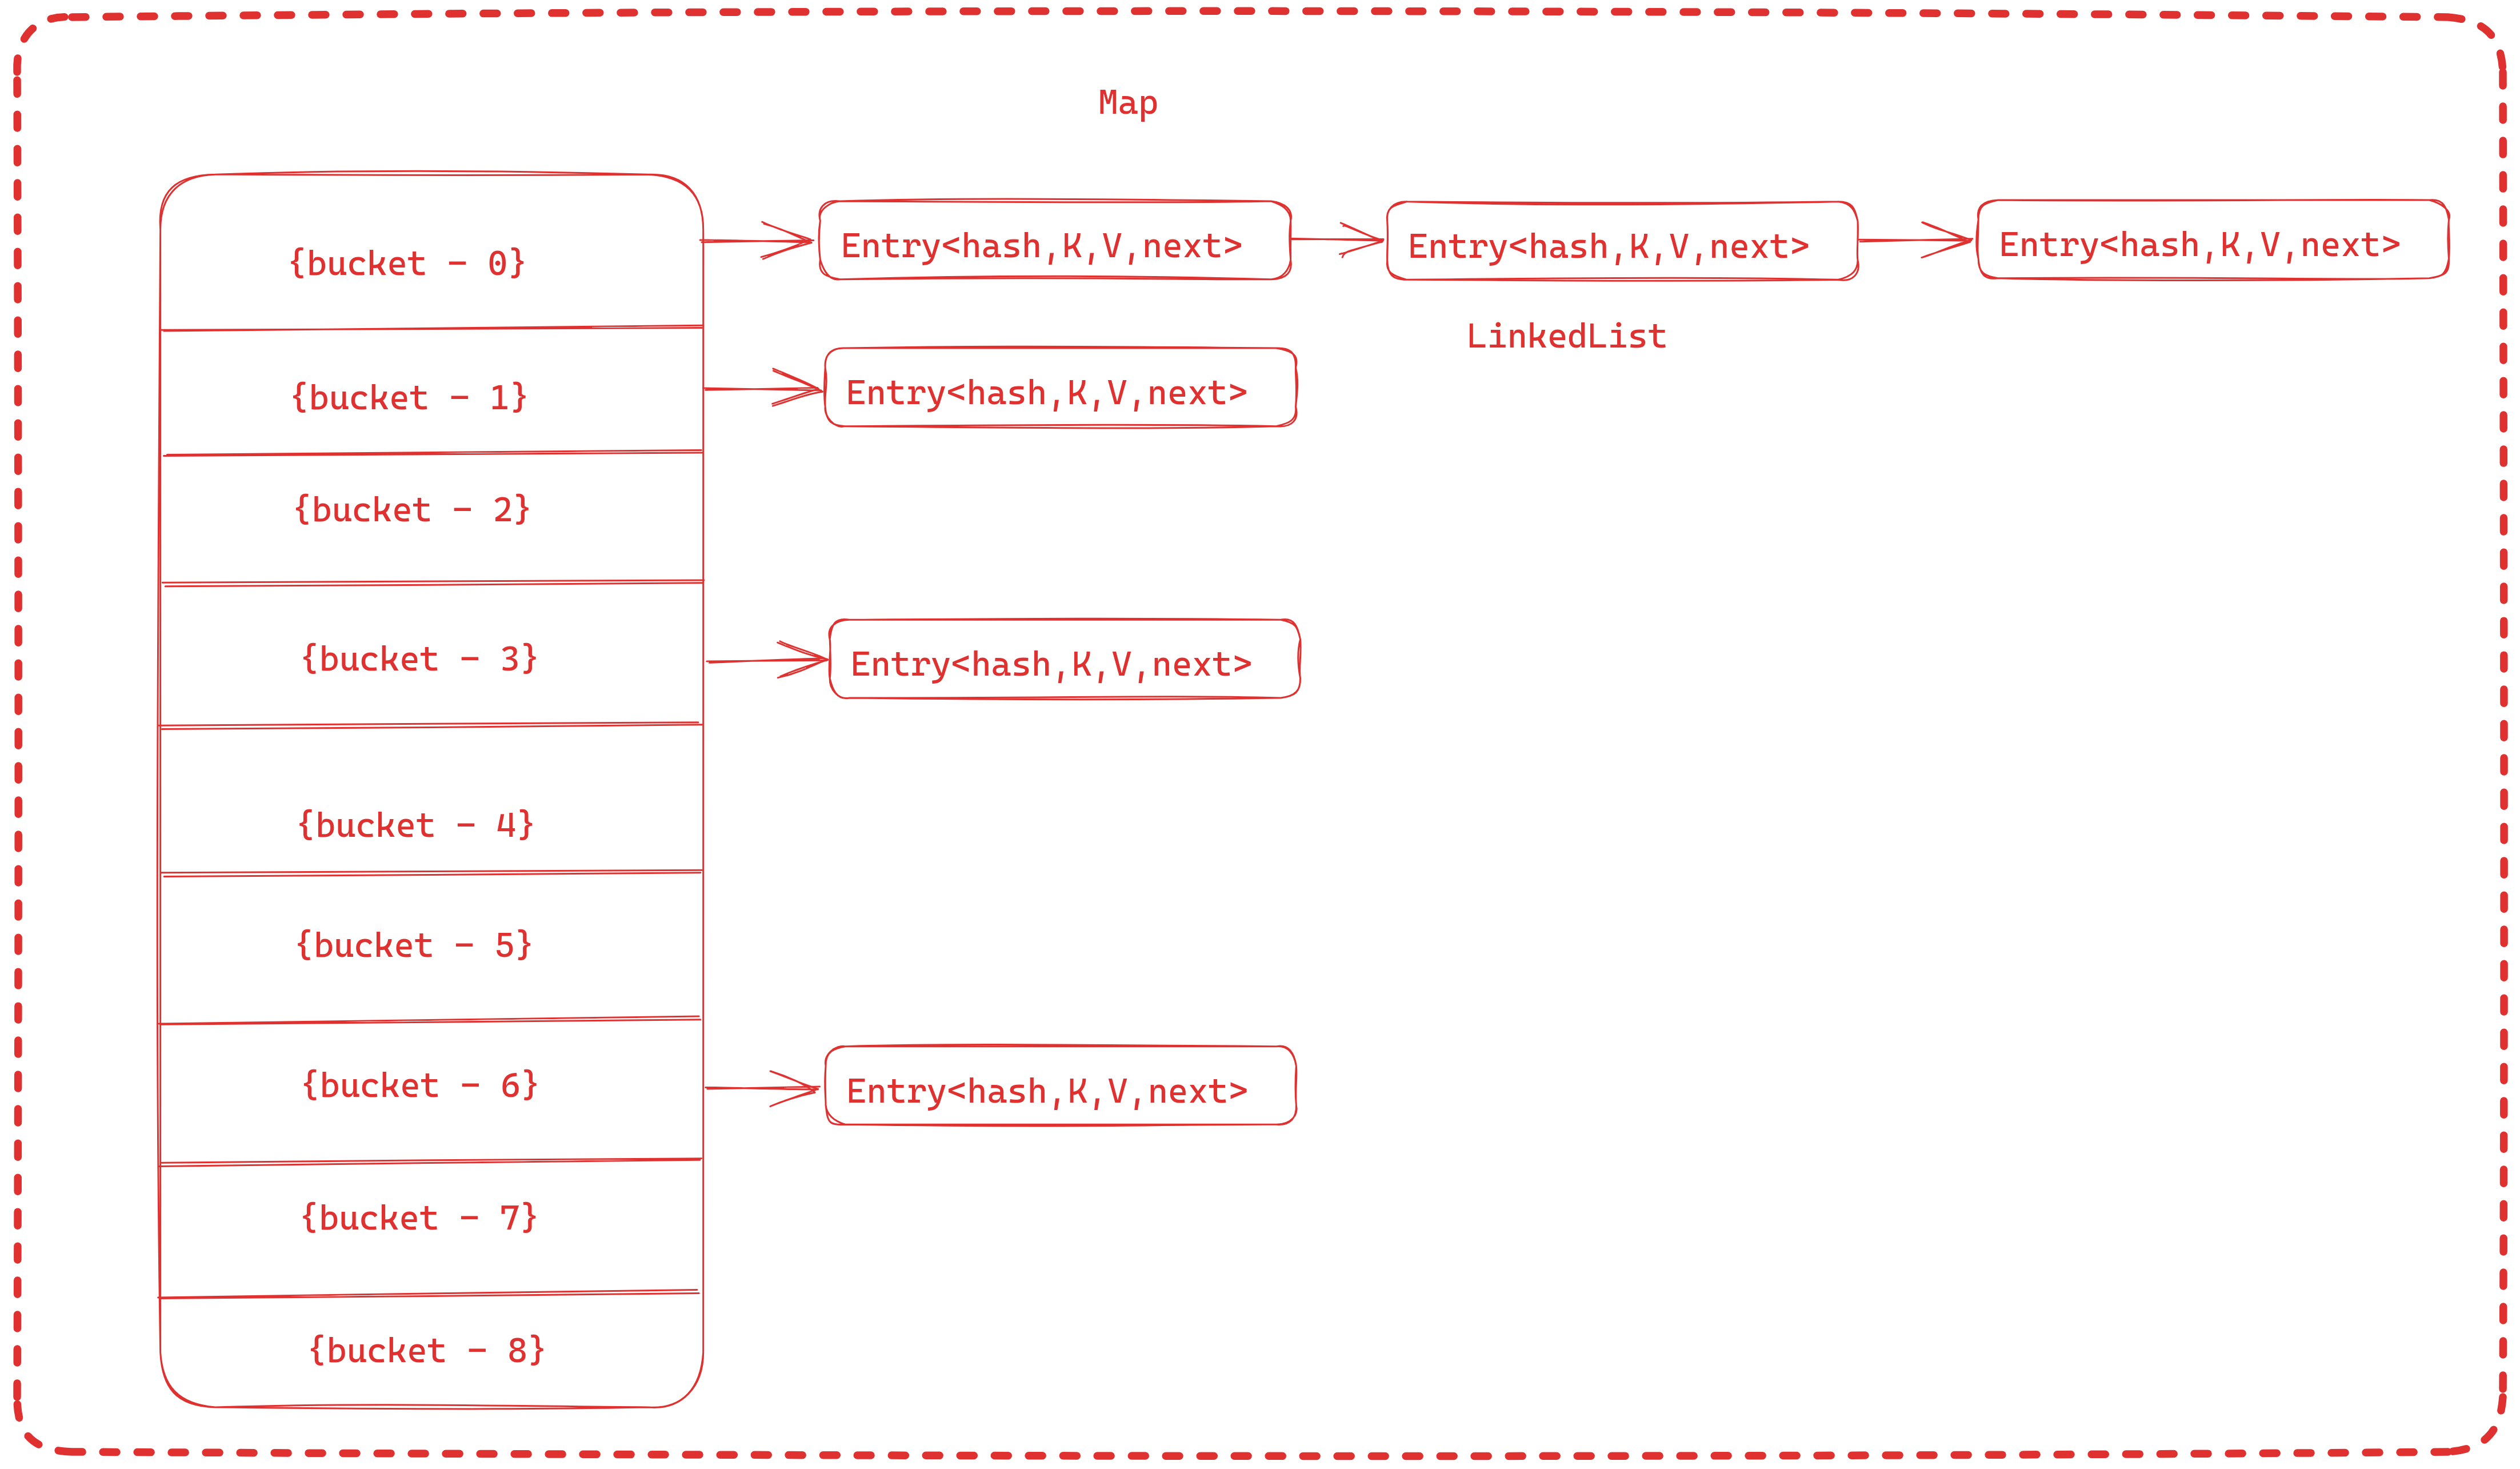 Map
{bucket - 0}
Entry<hash,K,V,next>
Entry<hash,K,V,next>
Entry<hash,K,V,next>
LinkedList
{bucket - 1}
Entry<hash,K,V,next>
{bucket - 2}
{bucket - 3}
Entry<hash,K,V,next>
{bucket - 4}
{bucket - 5}
{bucket - 6}
Entry<hash,K,V,next>
{bucket - 7}
{bucket - 8}